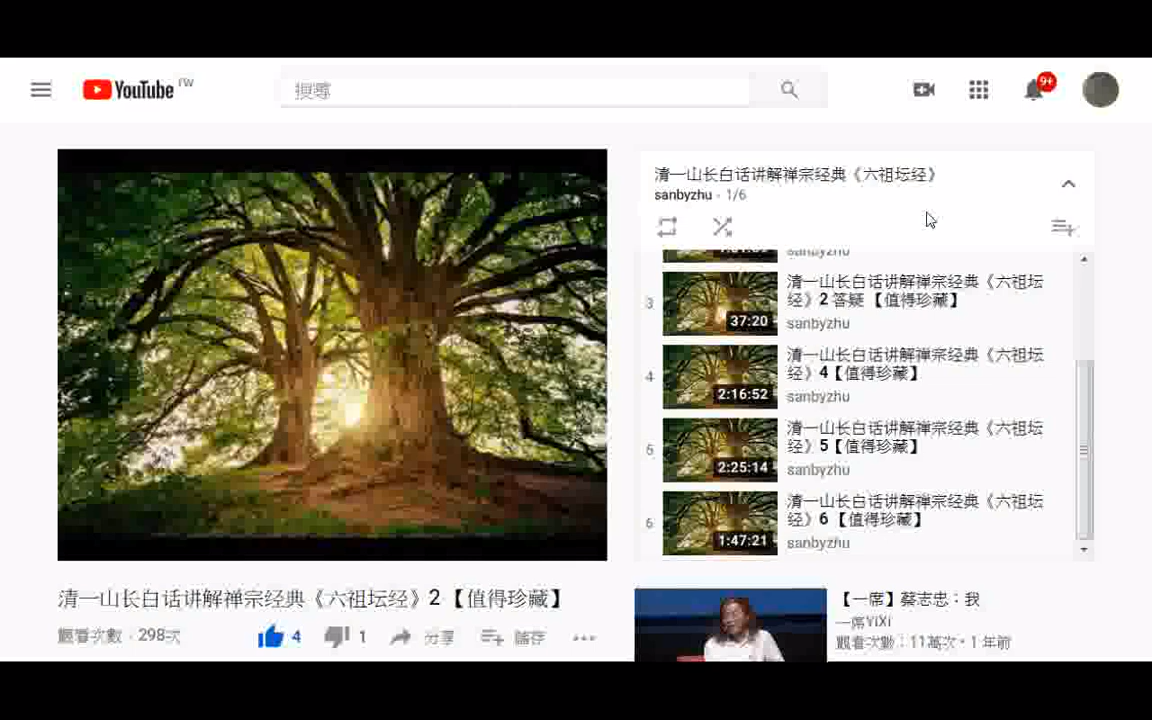 YouTube TW
搜尋
9+
清一山长白话讲解禅宗经典《六祖坛经》
sanbyzhu · 1/6
sanbyzhu
3
37:20
清一山长白话讲解禅宗经典《六祖坛
经》2 答疑 【值得珍藏】
sanbyzhu
4
2:16:52
清一山长白话讲解禅宗经典《六祖坛
经》4【值得珍藏】
sanbyzhu
5
2:25:14
清一山长白话讲解禅宗经典《六祖坛
经》5【值得珍藏】
sanbyzhu
6
1:47:21
清一山长白话讲解禅宗经典《六祖坛
经》6 【值得珍藏】
sanbyzhu
清一山长白话讲解禅宗经典《六祖坛经》2 【值得珍藏】
觀看次數：298次
4
1
分享
儲存
【一席】蔡志忠：我
一席YiXi
觀看次數：11萬次 • 1 年前